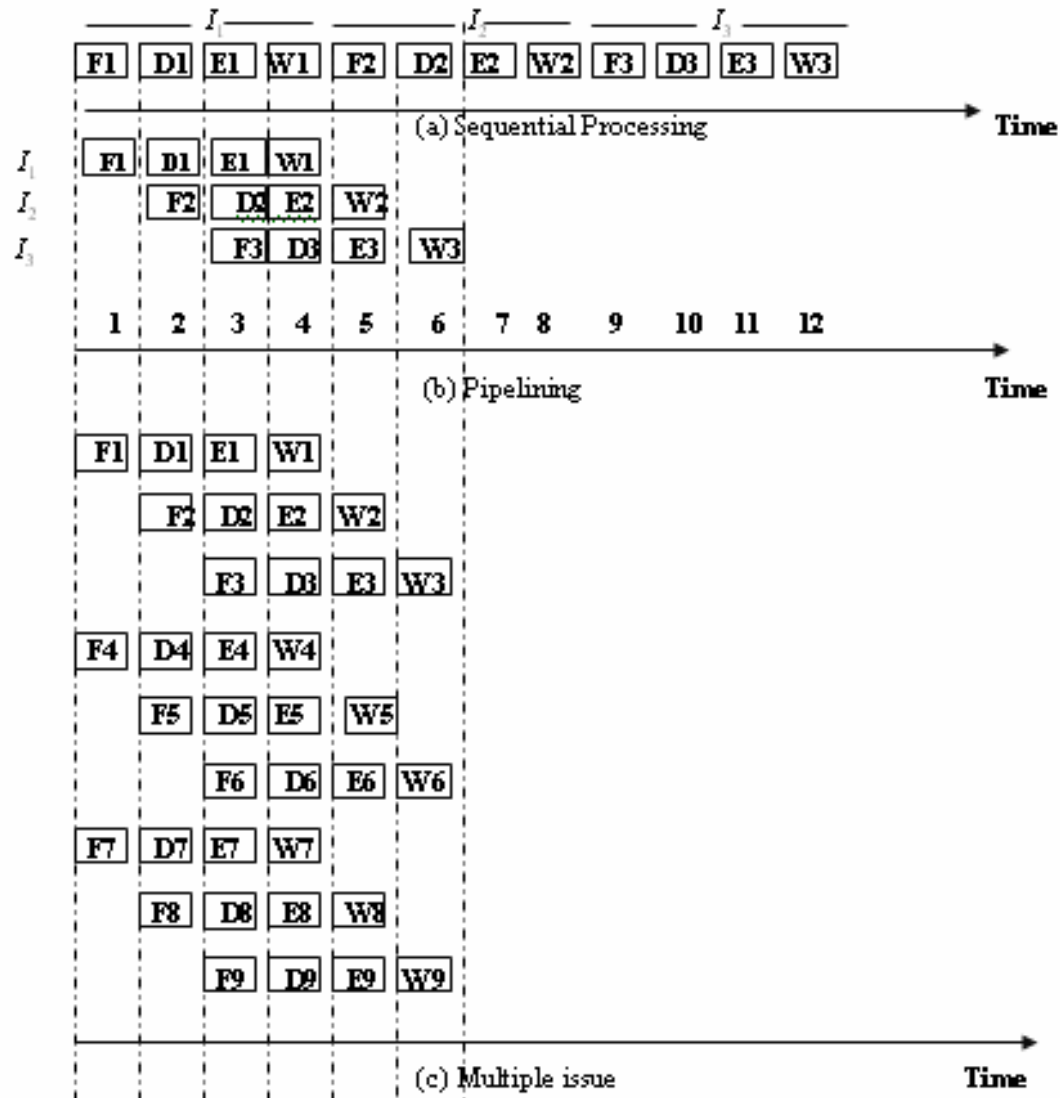 I₁ I₂ I₃
F1 D1 E1 W1 F2 D2 E2 W2 F3 D3 E3 W3
(a) Sequential Processing Time
I₁ F1 D1 E1 W1
I₂ F2 D2 E2 W2
I₃ F3 D3 E3 W3
1 2 3 4 5 6 7 8 9 10 11 12
(b) Pipelining Time
F1 D1 E1 W1
F2 D2 E2 W2
F3 D3 E3 W3
F4 D4 E4 W4
F5 D5 E5 W5
F6 D6 E6 W6
F7 D7 E7 W7
F8 D8 E8 W8
F9 D9 E9 W9
(c) Multiple issue Time